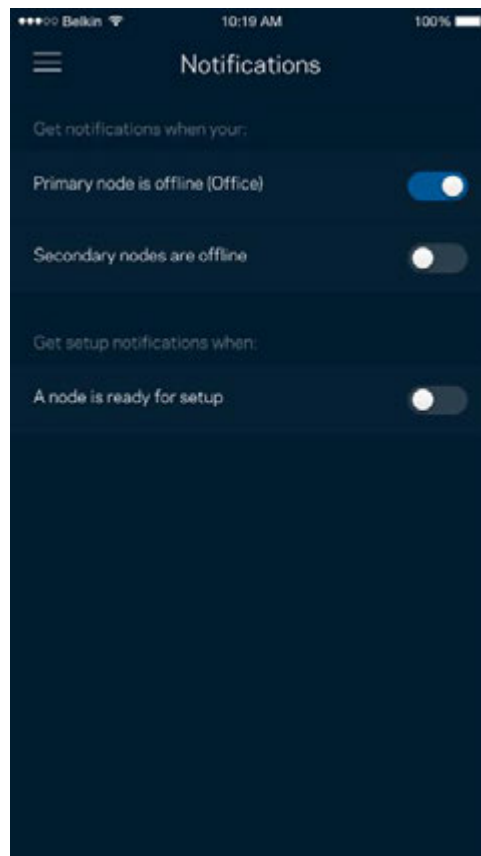 ●●●○○ Belkin 10:19 AM 100%
Notifications
Get notifications when your:
Primary node is offline (Office)
Secondary nodes are offline
Get setup notifications when:
A node is ready for setup